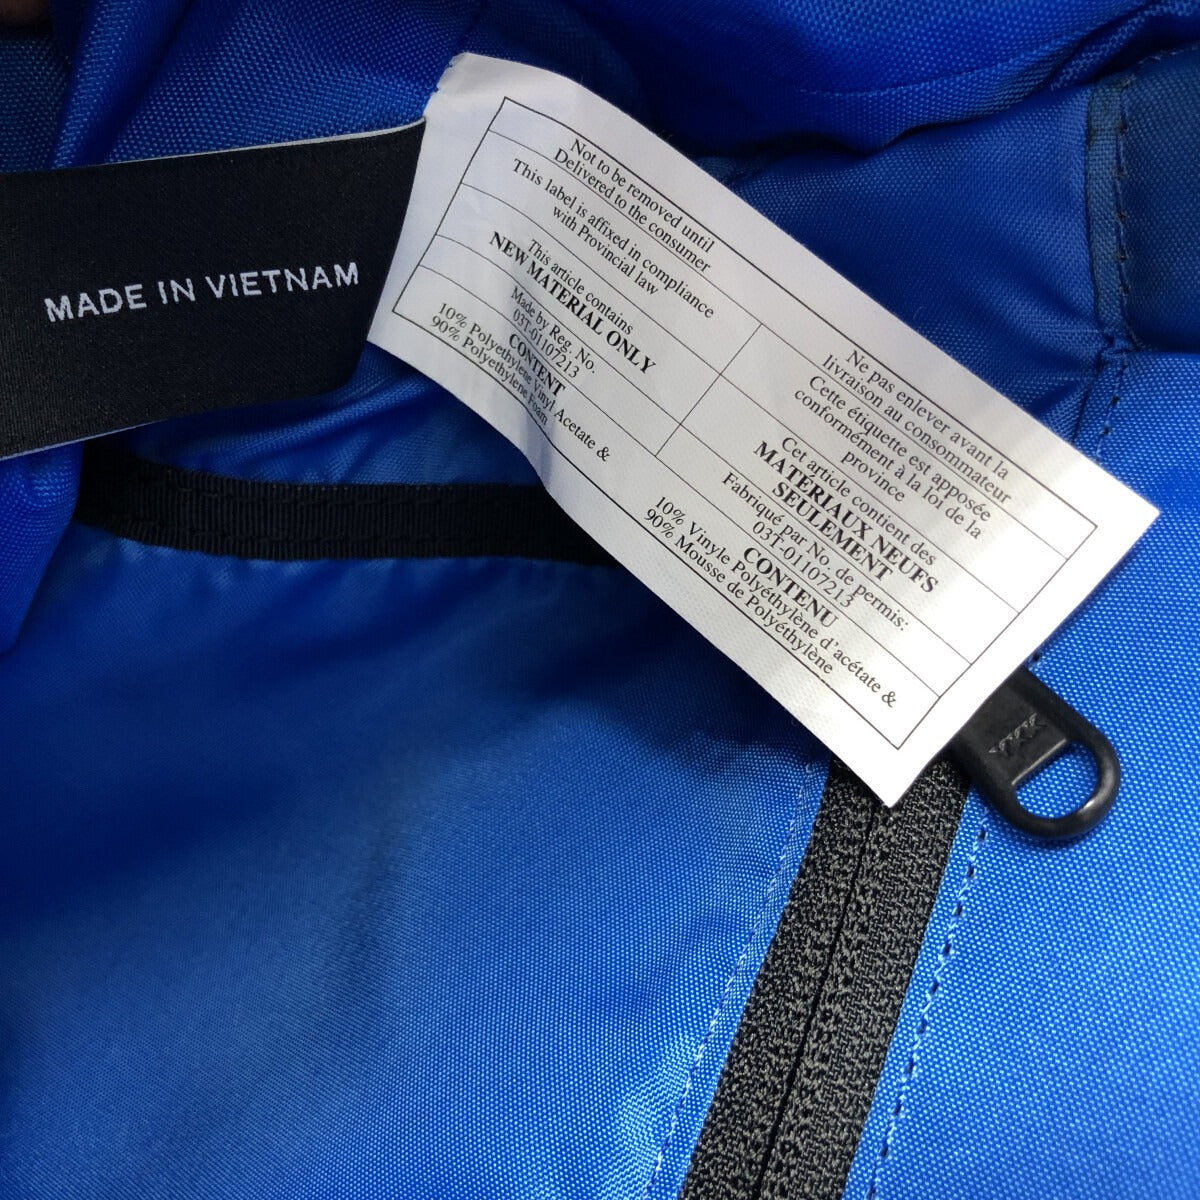 MADE IN VIETNAM
Not to be removed until
Delivered to the consumer
This label is affixed in compliance
with Provincial law
This article contains
NEW MATERIAL ONLY
Made by Reg. No.
03T-01107213
CONTENT
10% Polyethylene Vinyl Acetate &
90% Polyethylene Foam
Ne pas enlever avant la
livraison au consommateur
Cette étiquette est apposée
conformément à la loi de la
province
Cet article contient des
MATERIAUX NEUFS
SEULEMENT
Fabriqué par No. de permis:
03T-01107213
CONTENU
10% Vinyle Polyéthylène d'acétate &
90% Mousse de Polyéthylène
YKK